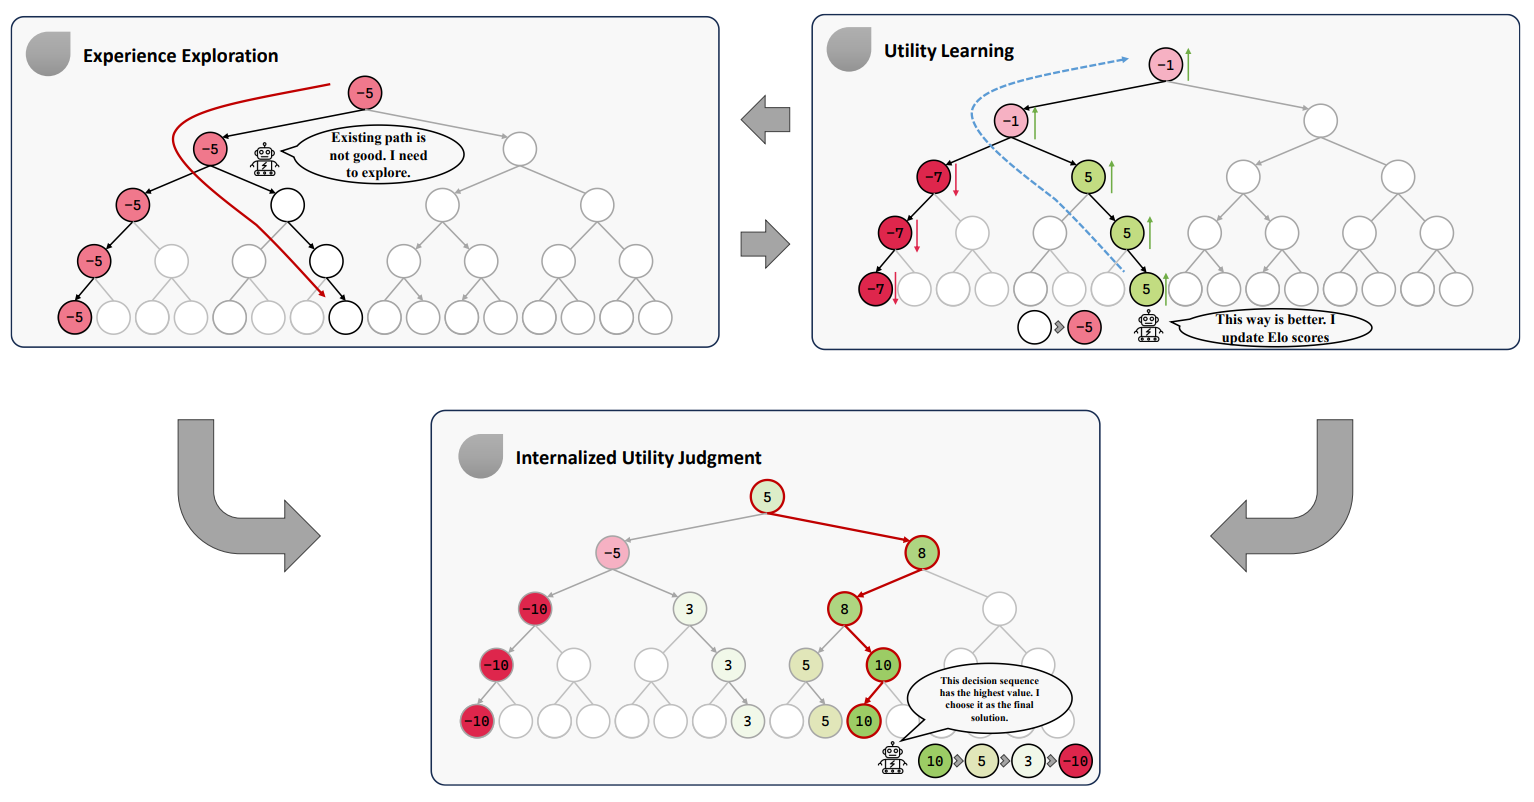 Experience Exploration
−5
−5
Existing path is
not good. I need
to explore.
−5
−5
−5
Utility Learning
−1
−1
−7
5
−7
5
−7
5
−5
This way is better. I
update Elo scores
Internalized Utility Judgment
5
−5
8
−10
3
8
−10
3
5
10
This decision sequence
has the highest value. I
choose it as the final
solution.
−10
3
5
10
10
5
3
−10